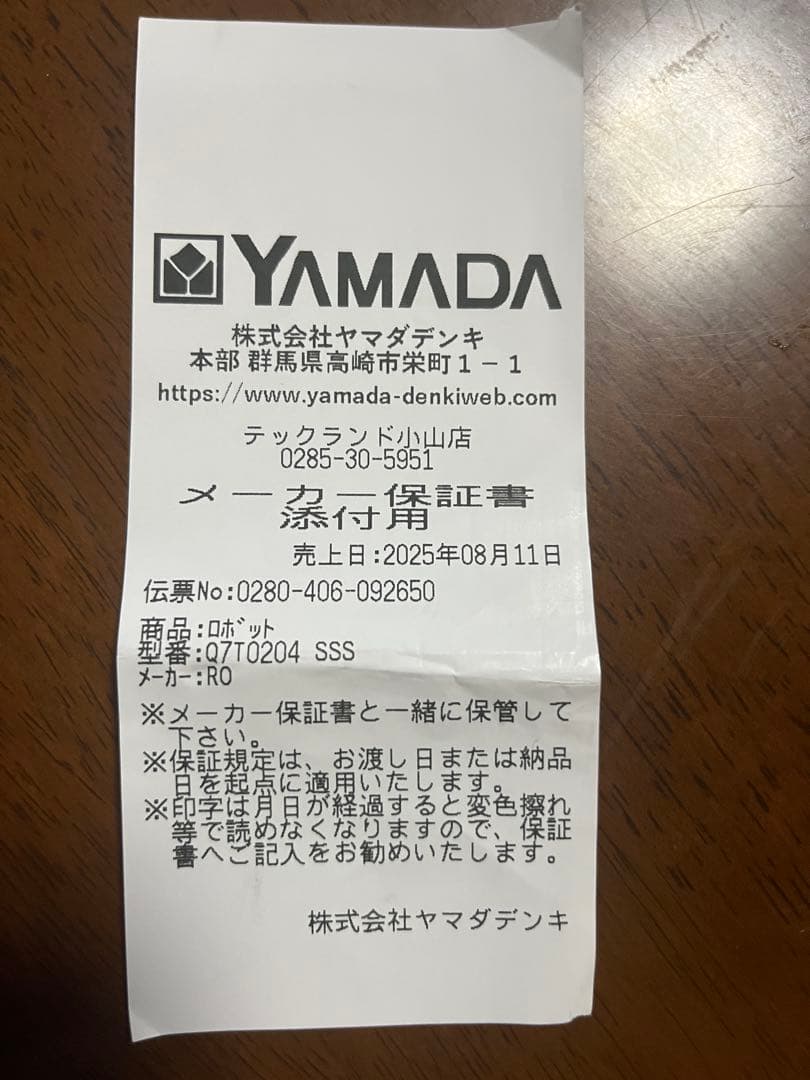 YAMADA
株式会社ヤマダデンキ
本部 群馬県高崎市栄町1-1
https://www.yamada-denkiweb.com
テックランド小山店
0285-30-5951
メーカー保証書
添付用
売上日:2025年08月11日
伝票No:0280-406-092650
商品:ﾛﾎﾞｯﾄ
型番:Q7T0204 SSS
ﾒｰｶｰ:RO
※メーカー保証書と一緒に保管して
下さい。
※保証規定は、お渡し日または納品
日を起点に適用いたします。
※印字は月日が経過すると変色擦れ
等で読めなくなりますので、保証
書へご記入をお勧めいたします。
株式会社ヤマダデンキ